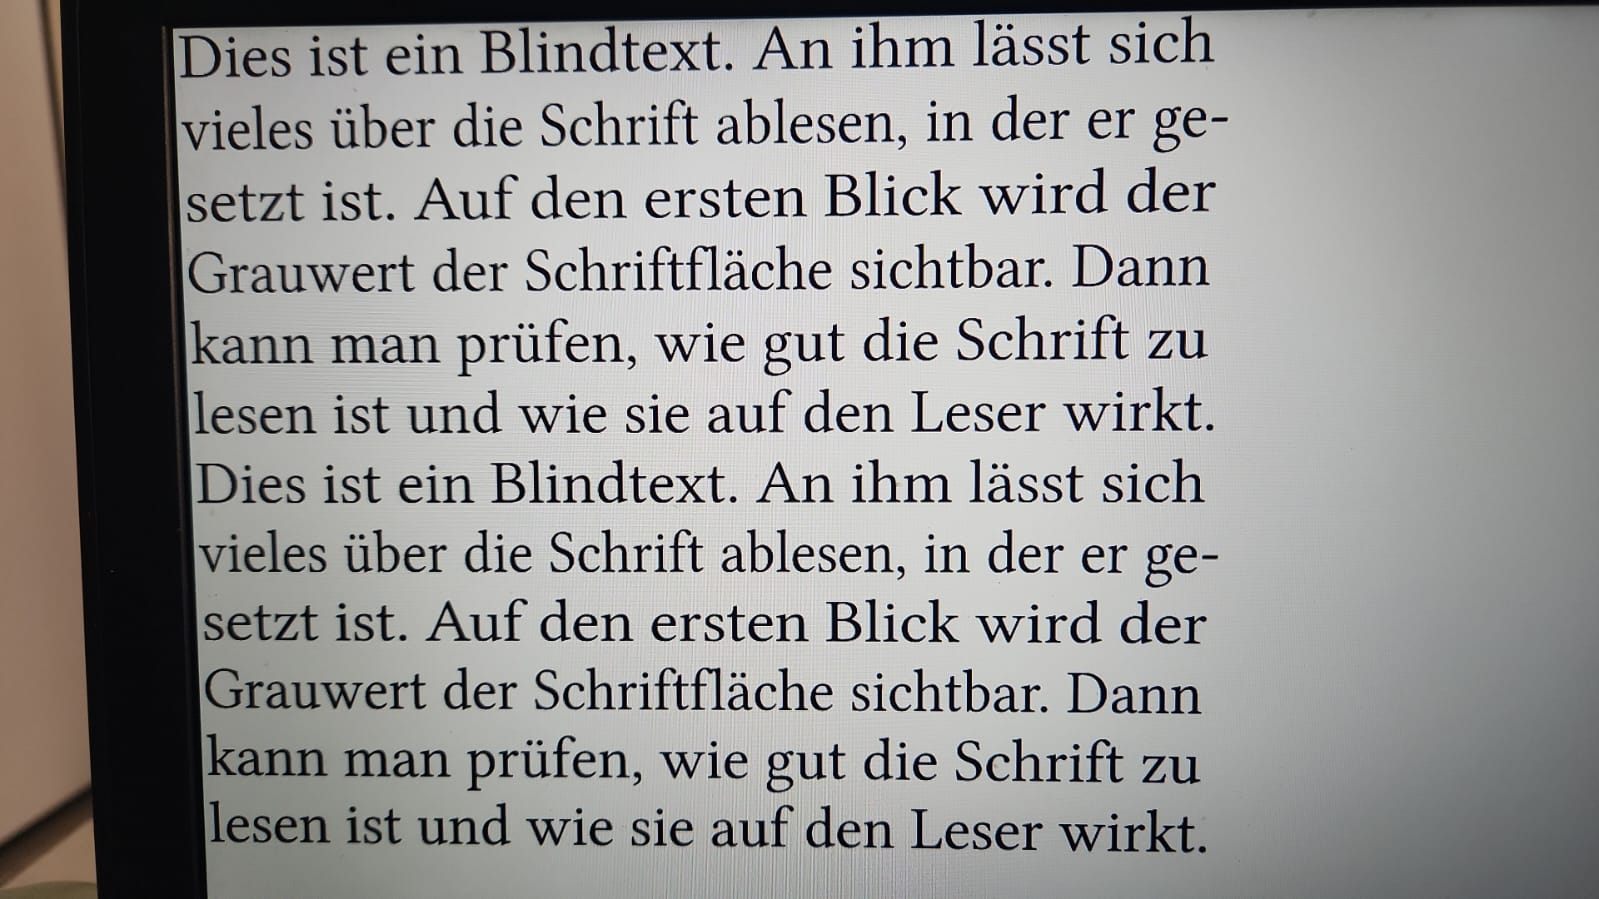 Dies ist ein Blindtext. An ihm lässt sich
vieles über die Schrift ablesen, in der er ge-
setzt ist. Auf den ersten Blick wird der
Grauwert der Schriftfläche sichtbar. Dann
kann man prüfen, wie gut die Schrift zu
lesen ist und wie sie auf den Leser wirkt.
Dies ist ein Blindtext. An ihm lässt sich
vieles über die Schrift ablesen, in der er ge-
setzt ist. Auf den ersten Blick wird der
Grauwert der Schriftfläche sichtbar. Dann
kann man prüfen, wie gut die Schrift zu
lesen ist und wie sie auf den Leser wirkt.